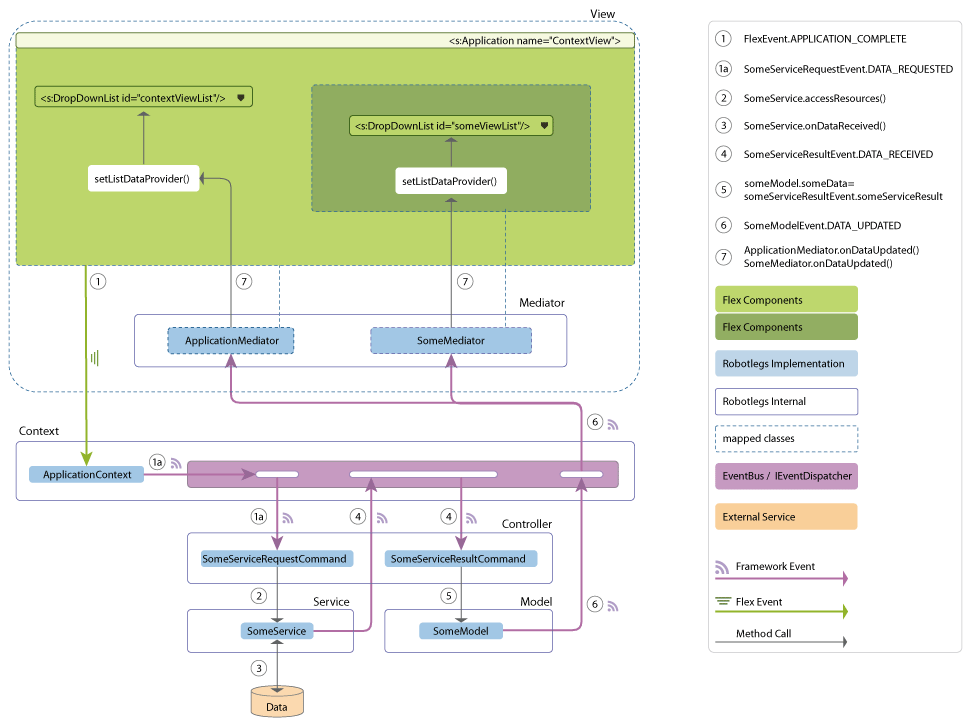 View
<s:Application name="ContextView">
<s:DropDownList id="contextViewList"/>
<s:DropDownList id="someViewList"/>
setListDataProvider()
setListDataProvider()
1
7
7
Mediator
ApplicationMediator
SomeMediator
6
Context
1a
ApplicationContext
1a
4
4
Controller
SomeServiceRequestCommand
SomeServiceResultCommand
2
5
6
Service
Model
SomeService
SomeModel
3
Data
1 FlexEvent.APPLICATION_COMPLETE
1a SomeServiceRequestEvent.DATA_REQUESTED
2 SomeService.accessResources()
3 SomeService.onDataReceived()
4 SomeServiceResultEvent.DATA_RECEIVED
5 someModel.someData=
someServiceResultEvent.someServiceResult
6 SomeModelEvent.DATA_UPDATED
7 ApplicationMediator.onDataUpdated()
SomeMediator.onDataUpdated()
Flex Components
Flex Components
Robotlegs Implementation
Robotlegs Internal
mapped classes
EventBus / IEventDispatcher
External Service
Framework Event
Flex Event
Method Call